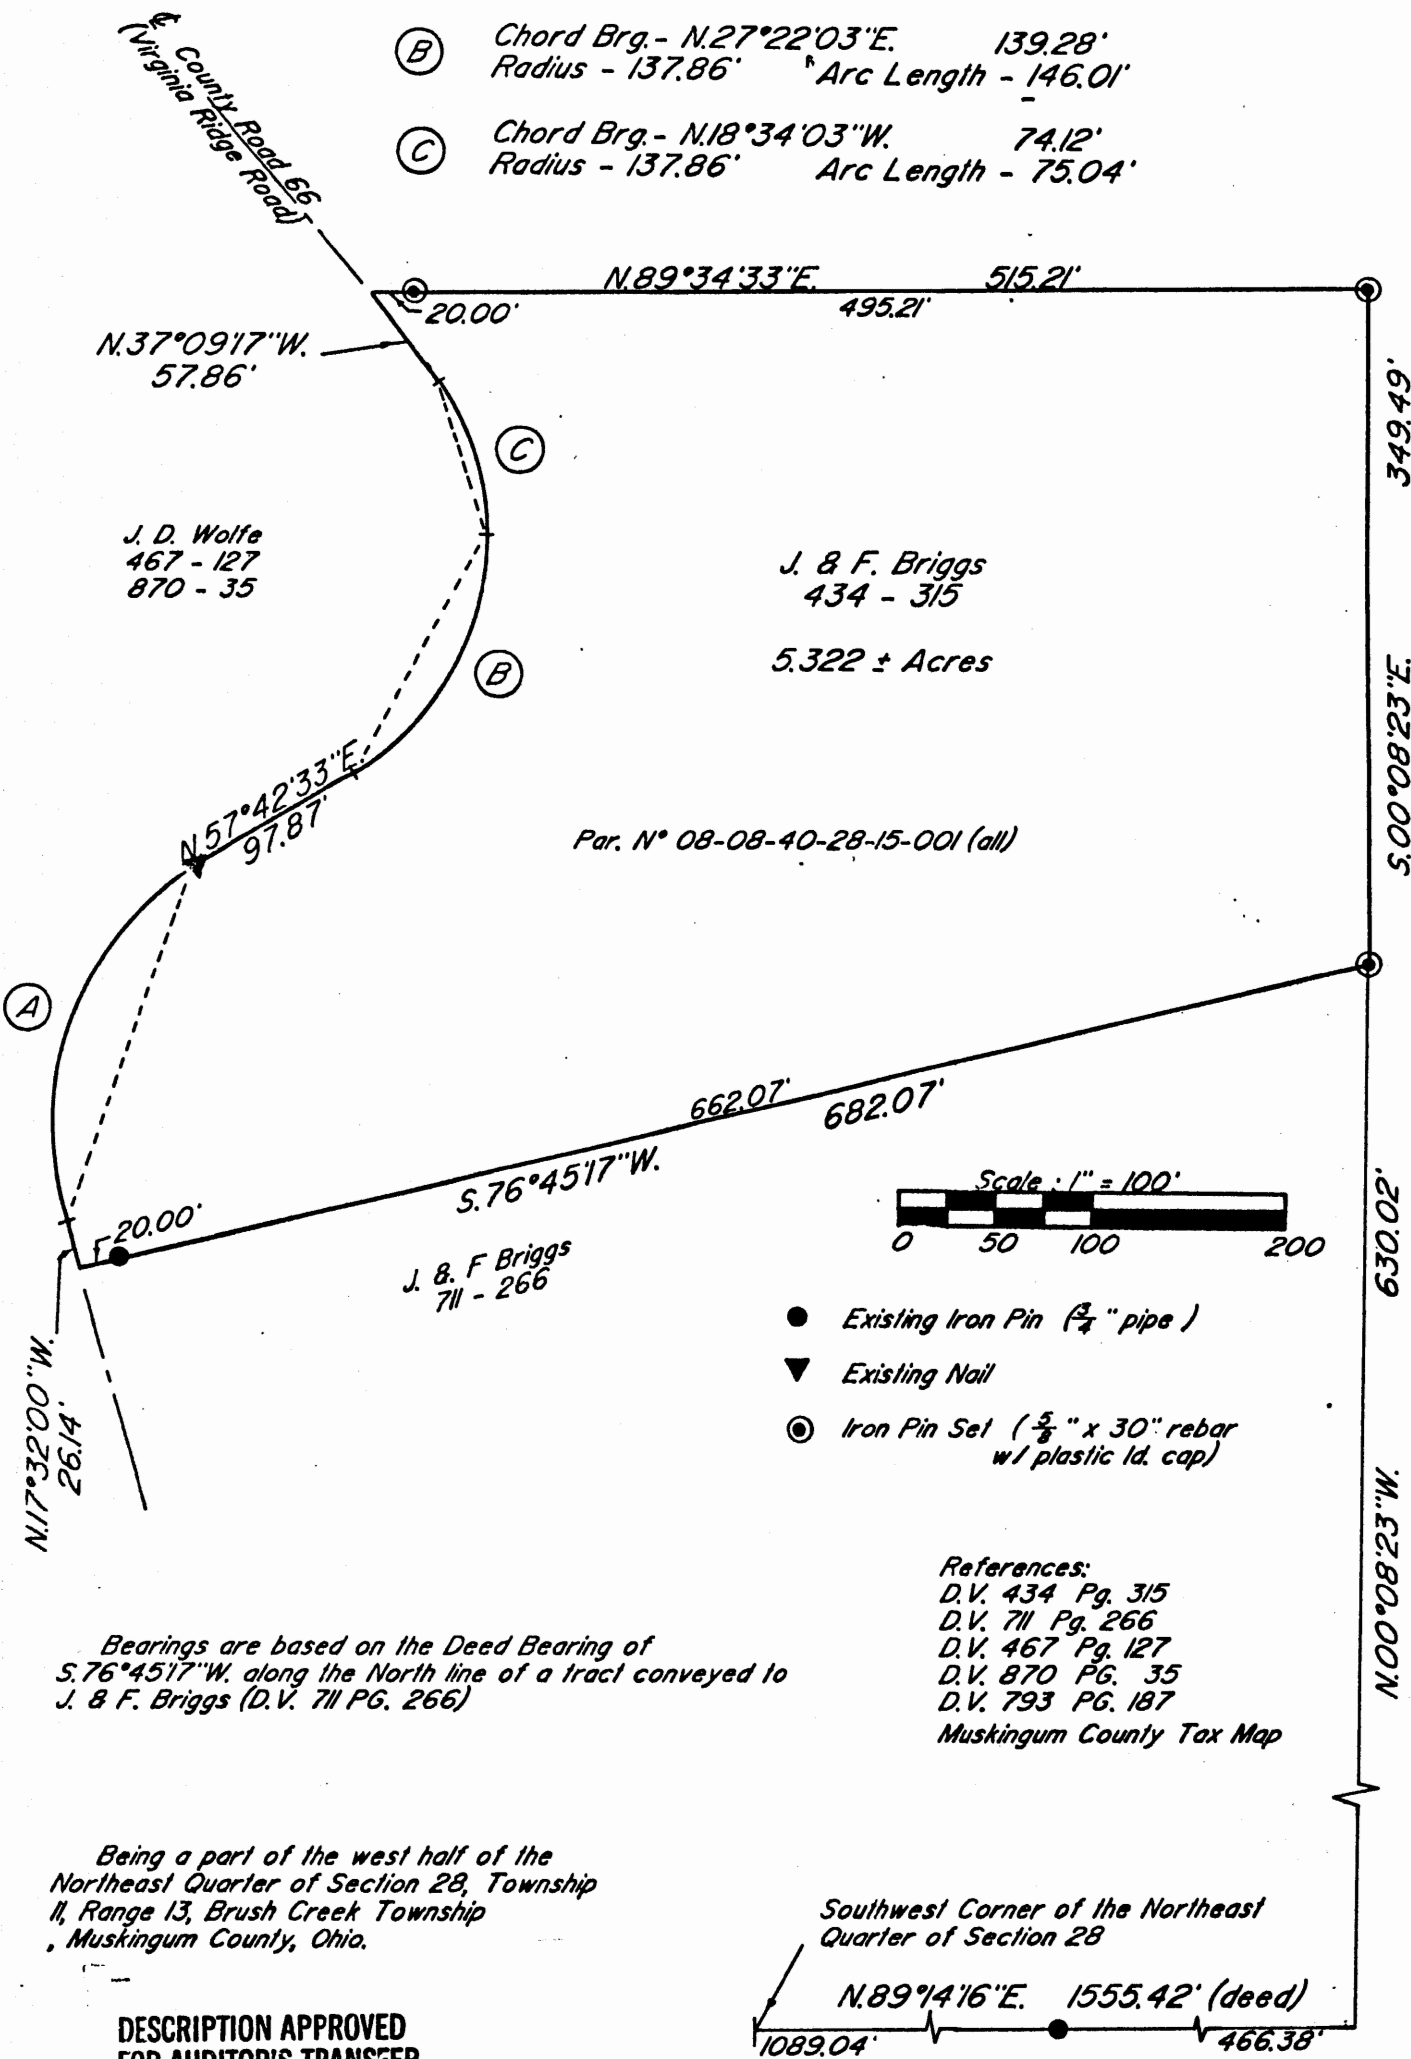 ℄ County Road 66
(Virginia Ridge Road)
B
Chord Brg.- N.27°22'03"E. 139.28'
Radius - 137.86' Arc Length - 146.01'
C
Chord Brg.- N.18°34'03"W. 74.12'
Radius - 137.86' Arc Length - 75.04'
N.89°34'33"E. 515.21'
20.00'
495.21'
N.37°09'17"W.
57.86'
349.49'
C
J. D. Wolfe
467 - 127
870 - 35
J. & F. Briggs
434 - 315
5.322 ± Acres
B
S.00°08'23"E.
N.57°42'33"E.
97.87'
Par. N° 08-08-40-28-15-001 (all)
A
662.07'
682.07'
S.76°45'17"W.
20.00'
J. & F Briggs
711 - 266
N.17°32'00"W.
26.14'
Scale : 1" = 100'
0 50 100 200
630.02'
Existing Iron Pin (3/4" pipe)
Existing Nail
Iron Pin Set (5/8" x 30" rebar
w/ plastic Id. cap)
N.00°08'23"W.
References:
D.V. 434 Pg. 315
D.V. 711 Pg. 266
D.V. 467 Pg. 127
D.V. 870 PG. 35
D.V. 793 PG. 187
Muskingum County Tax Map
Bearings are based on the Deed Bearing of
S.76°45'17"W. along the North line of a tract conveyed to
J. & F. Briggs (D.V. 711 PG. 266)
Being a part of the west half of the
Northeast Quarter of Section 28, Township
11, Range 13, Brush Creek Township
, Muskingum County, Ohio.
Southwest Corner of the Northeast
Quarter of Section 28
N.89°14'16"E. 1555.42' (deed)
1089.04' 466.38'
DESCRIPTION APPROVED
FOR AUDITOR'S TRANSFER